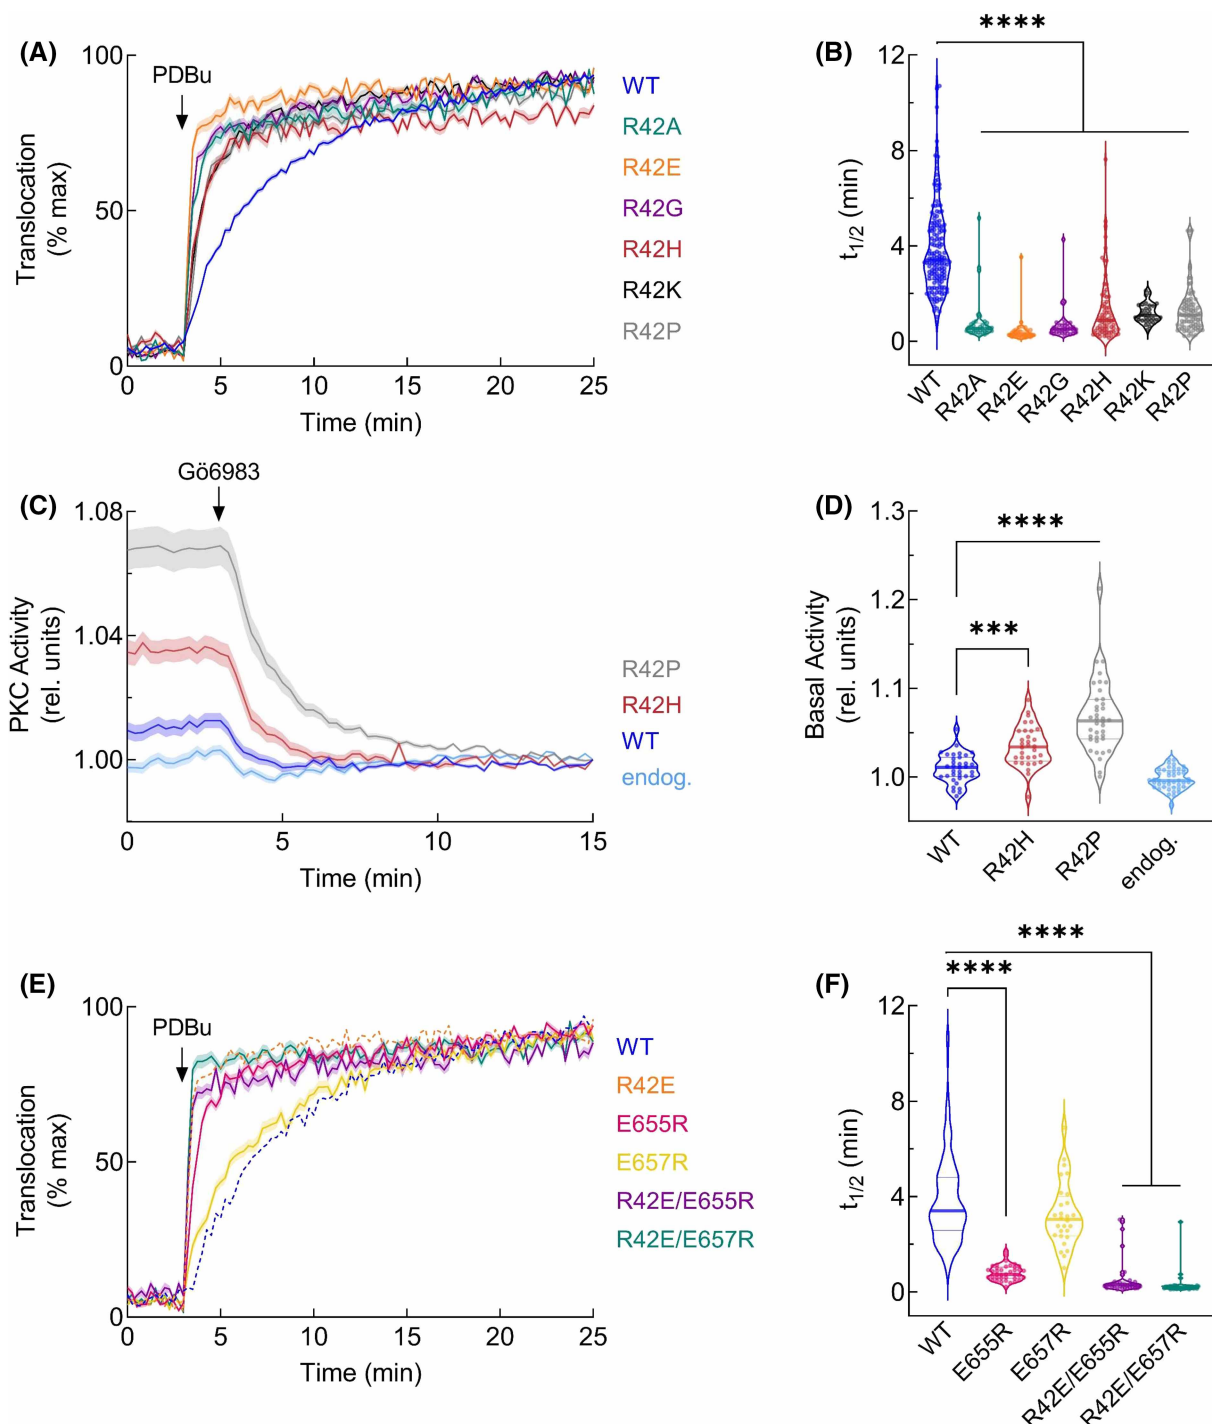 (A)
100
50
0
Translocation
(% max)
PDBu
0
5
10
15
20
25
Time (min)
WT
R42A
R42E
R42G
R42H
R42K
R42P
(B)
****
12
8
4
0
t1/2 (min)
WT
R42A
R42E
R42G
R42H
R42K
R42P
(C)
Gö6983
1.08
1.04
1.00
PKC Activity
(rel. units)
0
5
10
15
Time (min)
R42P
R42H
WT
endog.
(D)
****
***
1.3
1.2
1.1
1.0
Basal Activity
(rel. units)
WT
R42H
R42P
endog.
(E)
100
50
0
Translocation
(% max)
PDBu
0
5
10
15
20
25
Time (min)
WT
R42E
E655R
E657R
R42E/E655R
R42E/E657R
(F)
****
****
12
8
4
0
t1/2 (min)
WT
E655R
E657R
R42E/E655R
R42E/E657R